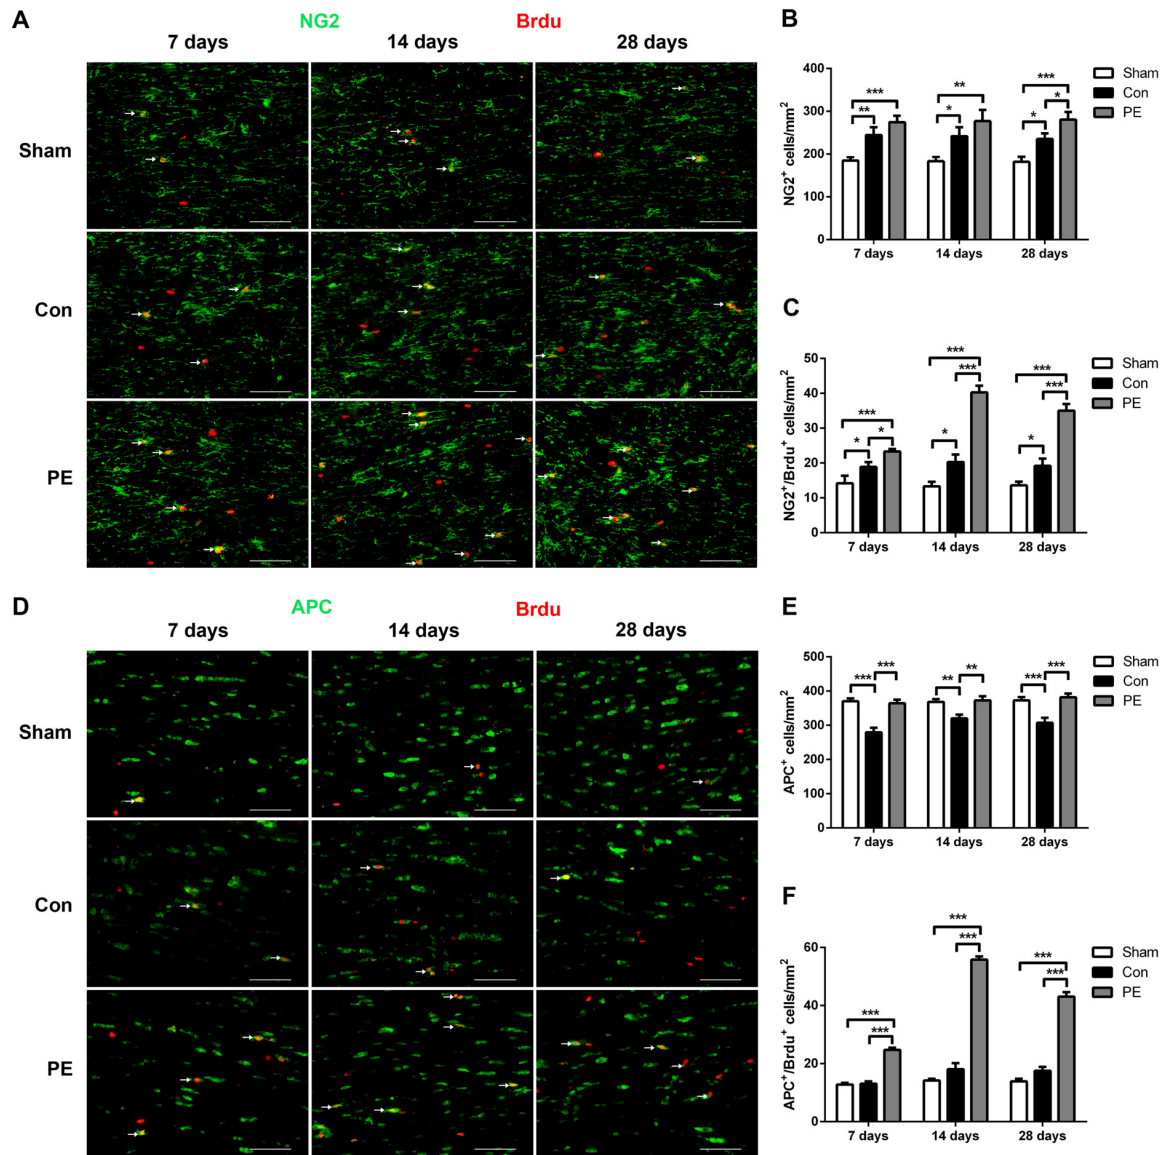 A
NG2
Brdu
7 days
14 days
28 days
Sham
Con
PE
B
NG2+ cells/mm2
400
300
200
100
0
***
**
**
*
***
*
*
7 days
14 days
28 days
Sham
Con
PE
C
NG2+/Brdu+ cells/mm2
50
40
30
20
10
0
***
*
*
***
***
*
***
***
*
7 days
14 days
28 days
Sham
Con
PE
D
APC
Brdu
7 days
14 days
28 days
Sham
Con
PE
E
APC+ cells/mm2
500
400
300
200
100
0
***
***
**
**
***
***
7 days
14 days
28 days
Sham
Con
PE
F
APC+/Brdu+ cells/mm2
60
40
20
0
***
***
***
***
***
***
7 days
14 days
28 days
Sham
Con
PE